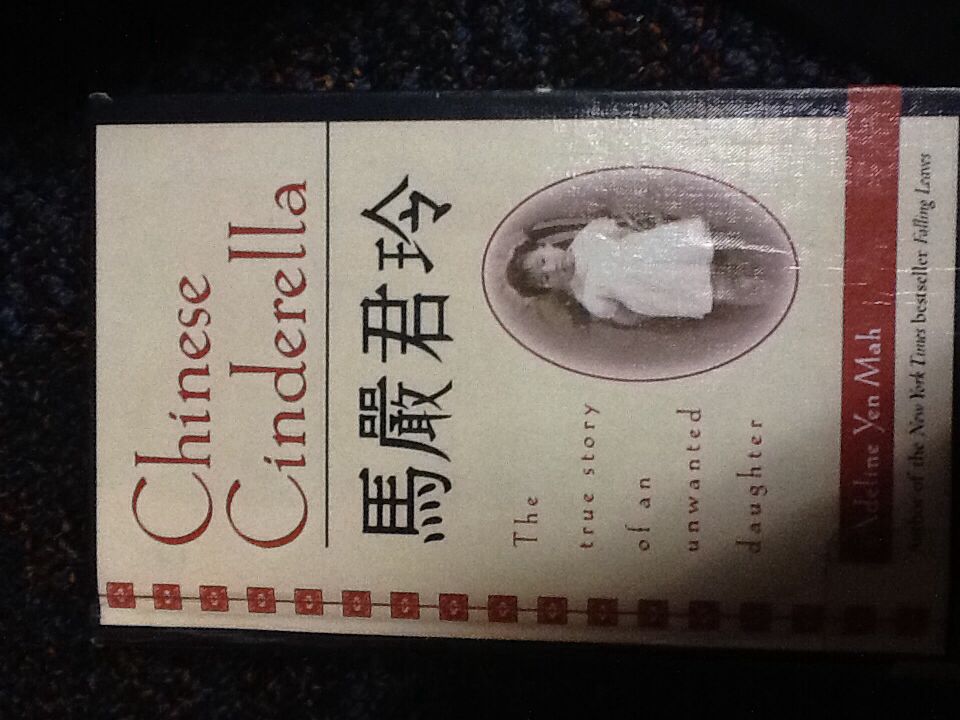 Chinese
Cinderella
馬嚴君玲
The
true story
of an
unwanted
daughter
Adeline Yen Mah
Author of the New York Times bestseller Falling Leaves